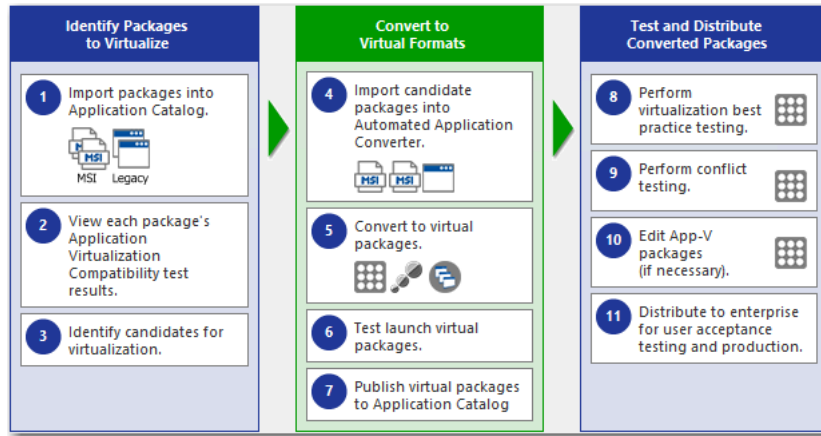 Identify Packages
to Virtualize
1
Import packages into
Application Catalog.
MSI
MSI Legacy
2
View each package's
Application
Virtualization
Compatibility test
results.
3
Identify candidates for
virtualization.
Convert to
Virtual Formats
4
Import candidate
packages into
Automated Application
Converter.
MSI MSI
5
Convert to virtual
packages.
6
Test launch virtual
packages.
7
Publish virtual packages
to Application Catalog
Test and Distribute
Converted Packages
8
Perform
virtualization best
practice testing.
9
Perform conflict
testing.
10
Edit App-V
packages
(if necessary).
11
Distribute to enterprise
for user acceptance
testing and production.